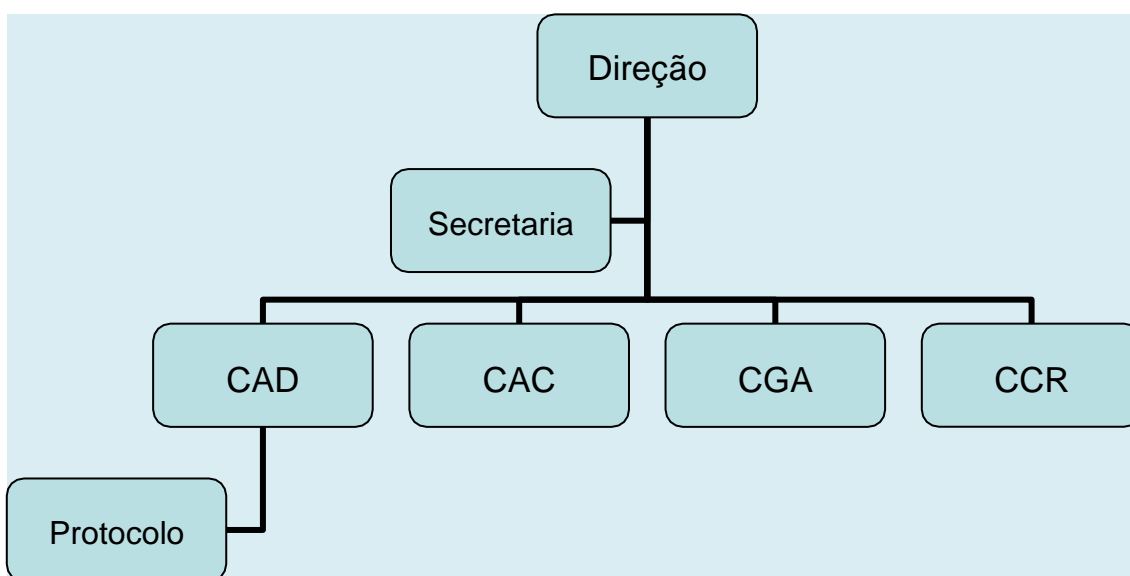 Direção
Secretaria
CAD
CAC
CGA
CCR
Protocolo